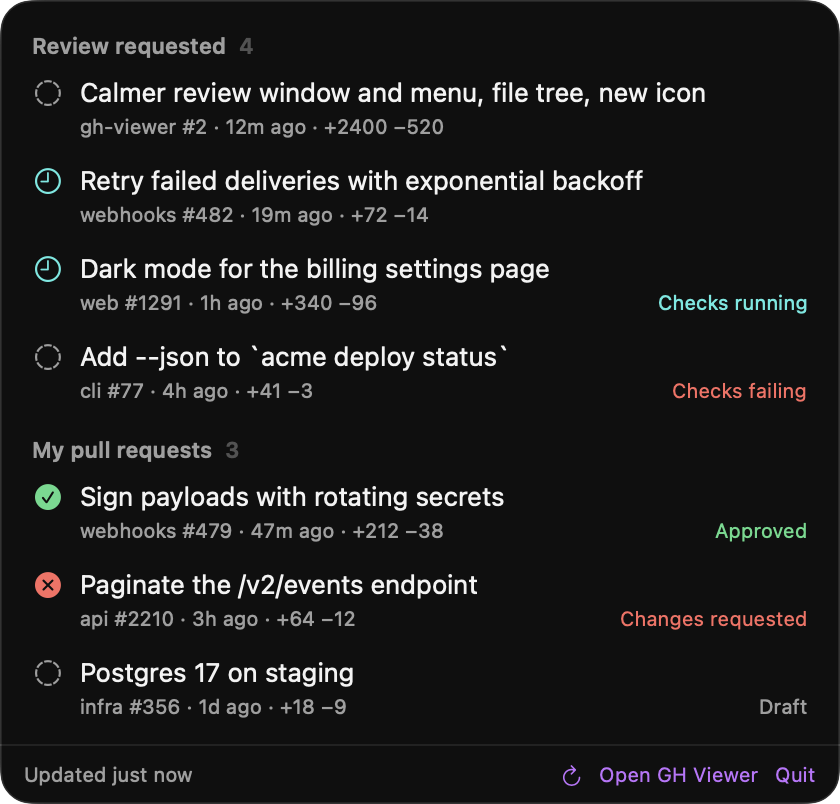 Review requested 4
Calmer review window and menu, file tree, new icon
gh-viewer #2 · 12m ago · +2400 −520
Retry failed deliveries with exponential backoff
webhooks #482 · 19m ago · +72 −14
Dark mode for the billing settings page
web #1291 · 1h ago · +340 −96 Checks running
Add --json to `acme deploy status`
cli #77 · 4h ago · +41 −3 Checks failing
My pull requests 3
Sign payloads with rotating secrets
webhooks #479 · 47m ago · +212 −38 Approved
Paginate the /v2/events endpoint
api #2210 · 3h ago · +64 −12 Changes requested
Postgres 17 on staging
infra #356 · 1d ago · +18 −9 Draft
Updated just now Open GH Viewer Quit